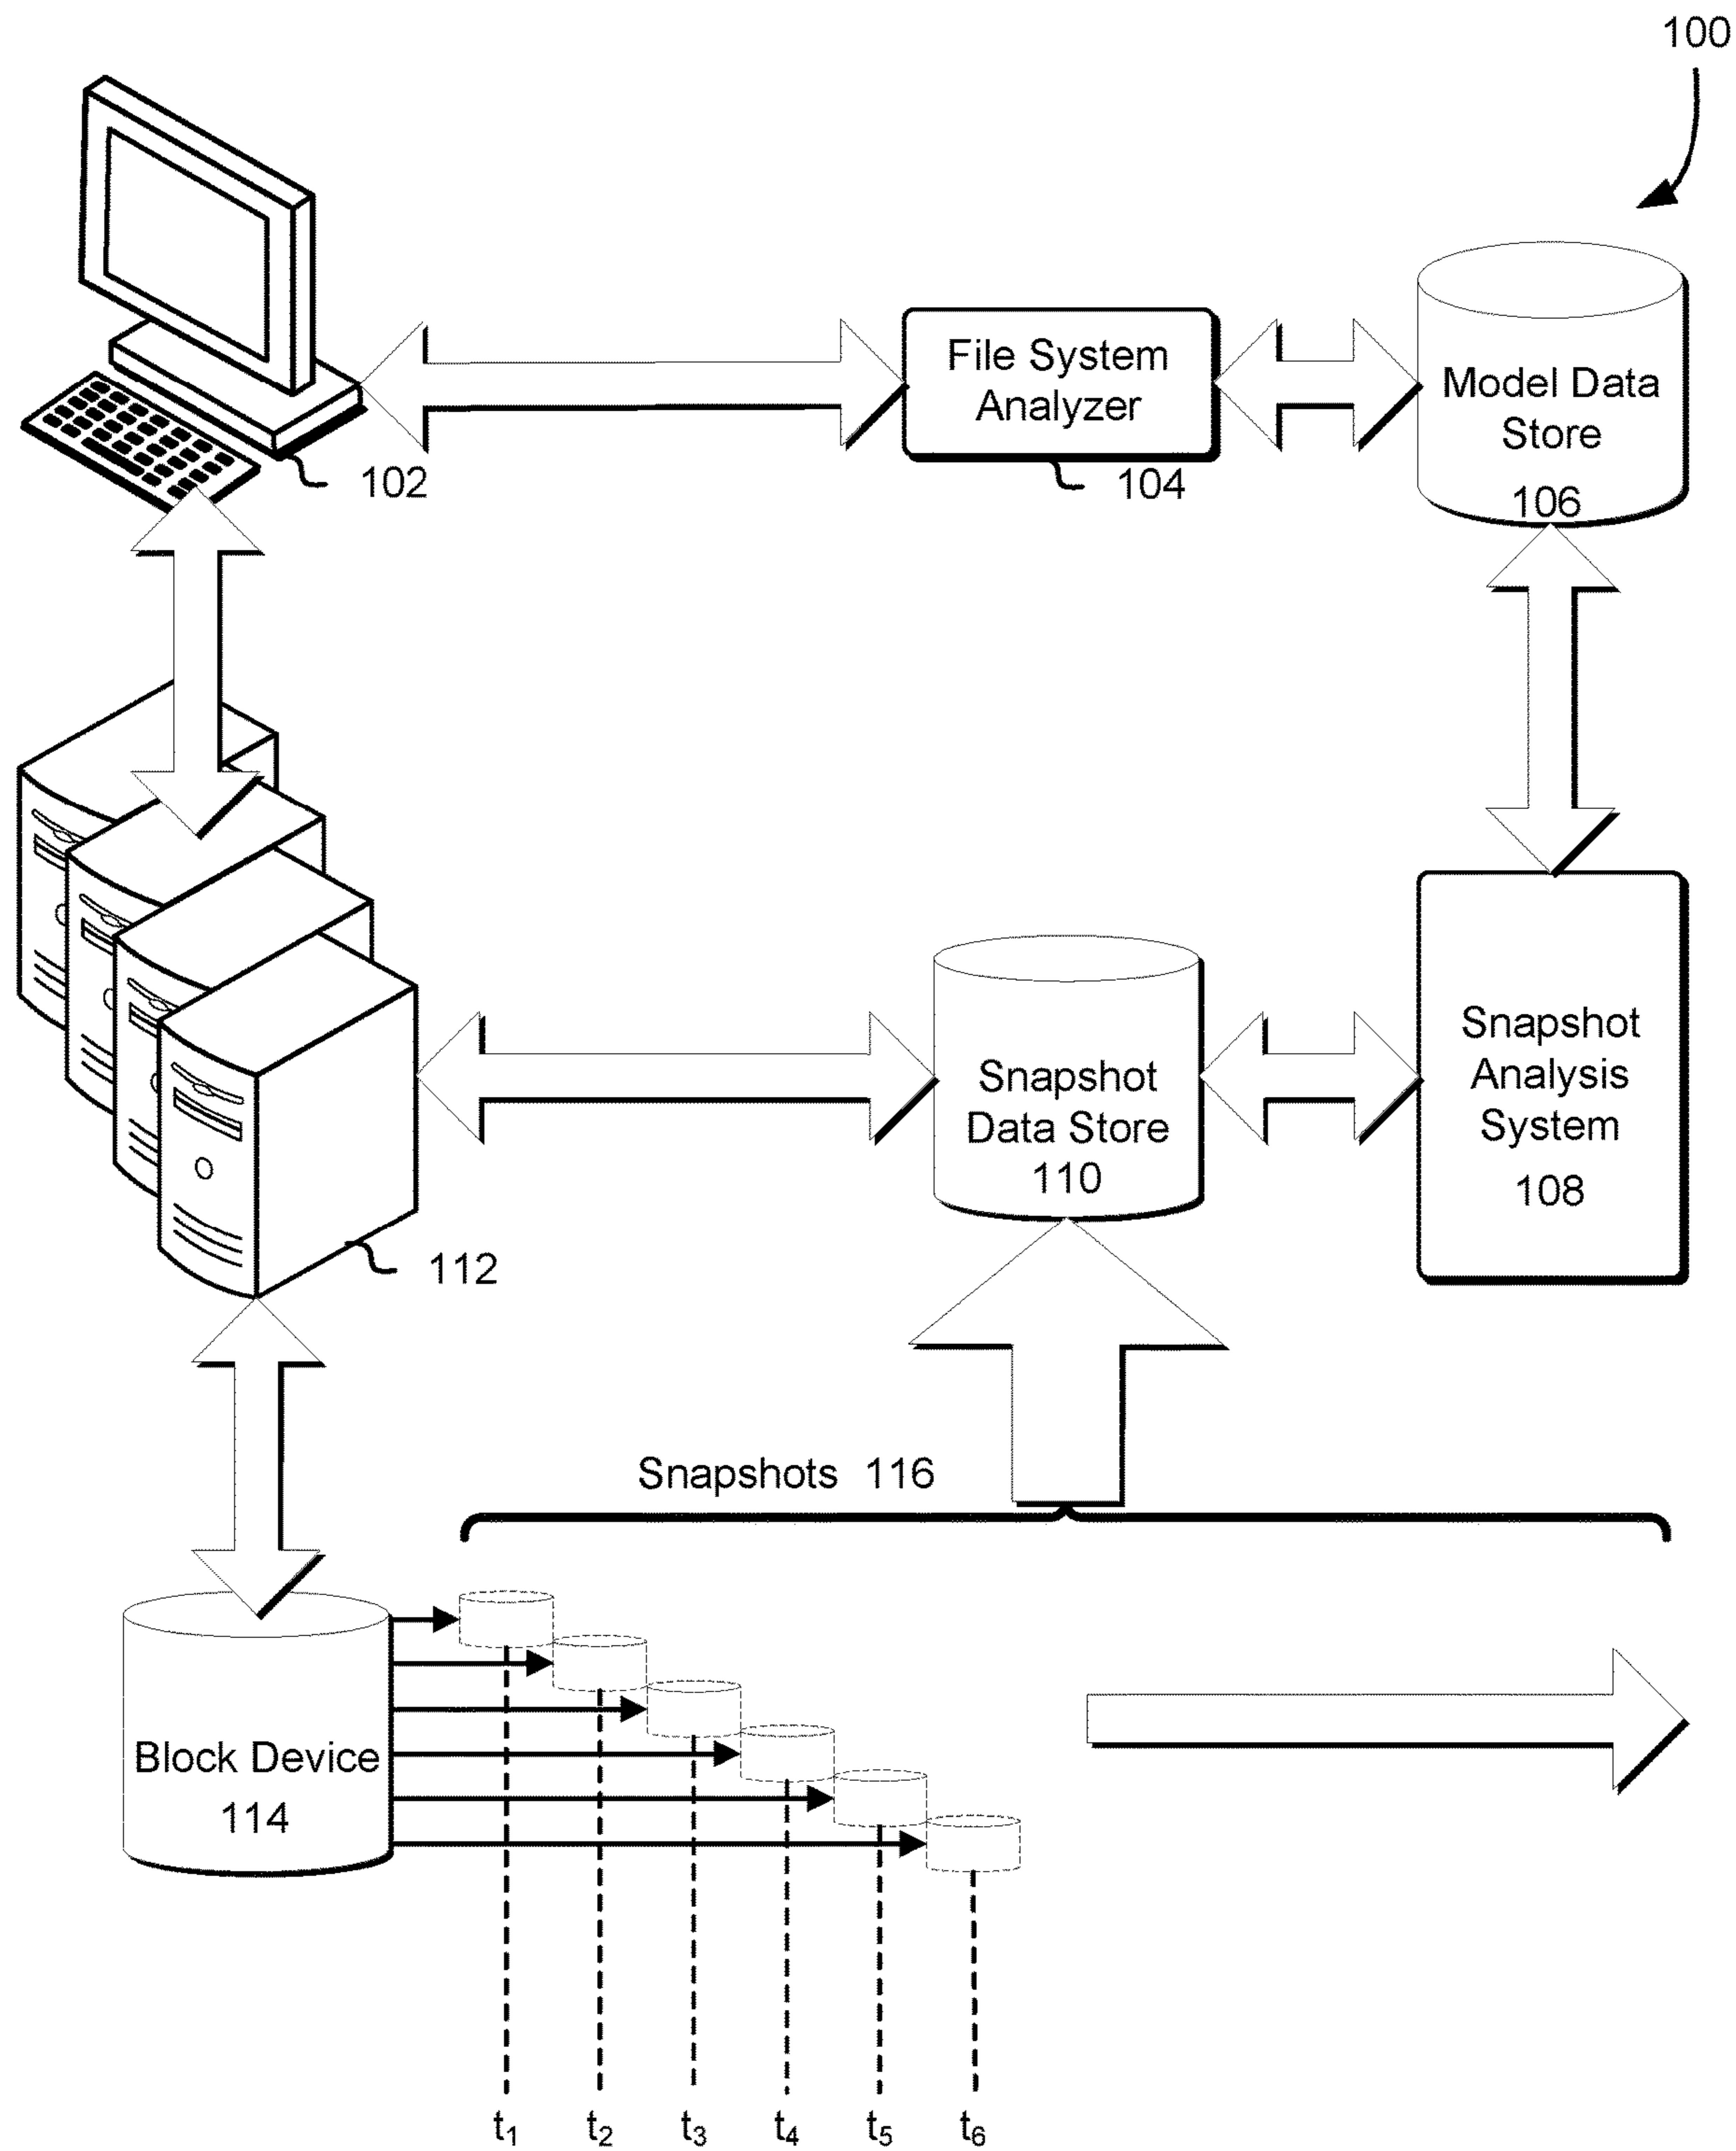 100
File System
Analyzer
104
Model Data
Store
106
102
Snapshot
Data Store
110
Snapshot
Analysis
System
108
112
Snapshots 116
Block Device
114
t1 t2 t3 t4 t5 t6